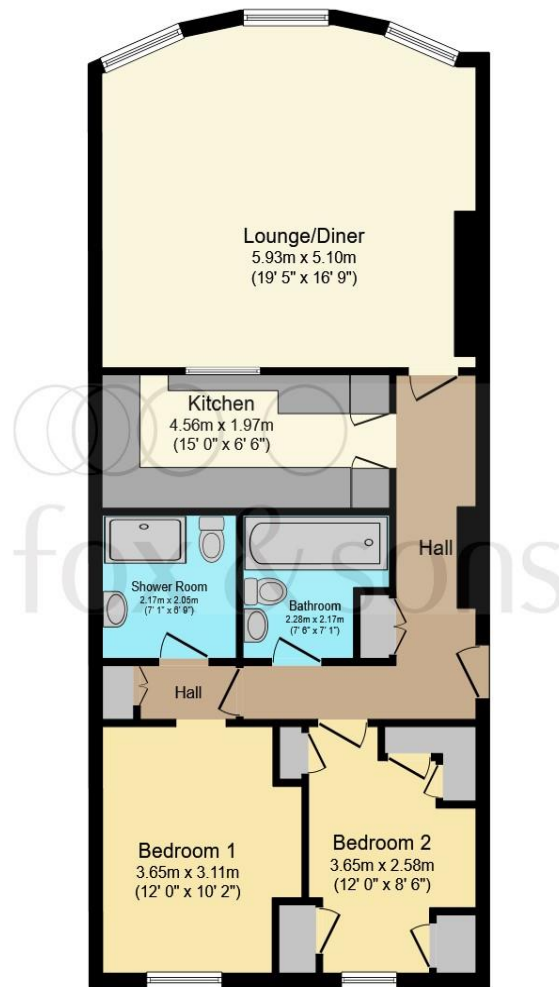 Lounge/Diner
5.93m x 5.10m
(19' 5" x 16' 9")
Kitchen
4.56m x 1.97m
(15' 0" x 6' 6")
Hall
fox & sons
Shower Room
2.17m x 2.05m
(7' 1" x 6' 9")
Bathroom
2.28m x 2.17m
(7' 6" x 7' 1")
Hall
Bedroom 1
3.65m x 3.11m
(12' 0" x 10' 2")
Bedroom 2
3.65m x 2.58m
(12' 0" x 8' 6")